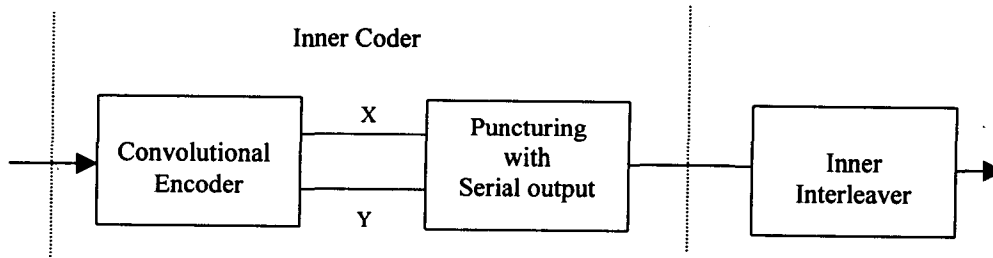 Inner Coder
X
Convolutional
Encoder
Puncturing
with
Serial output
Y
Inner
Interleaver